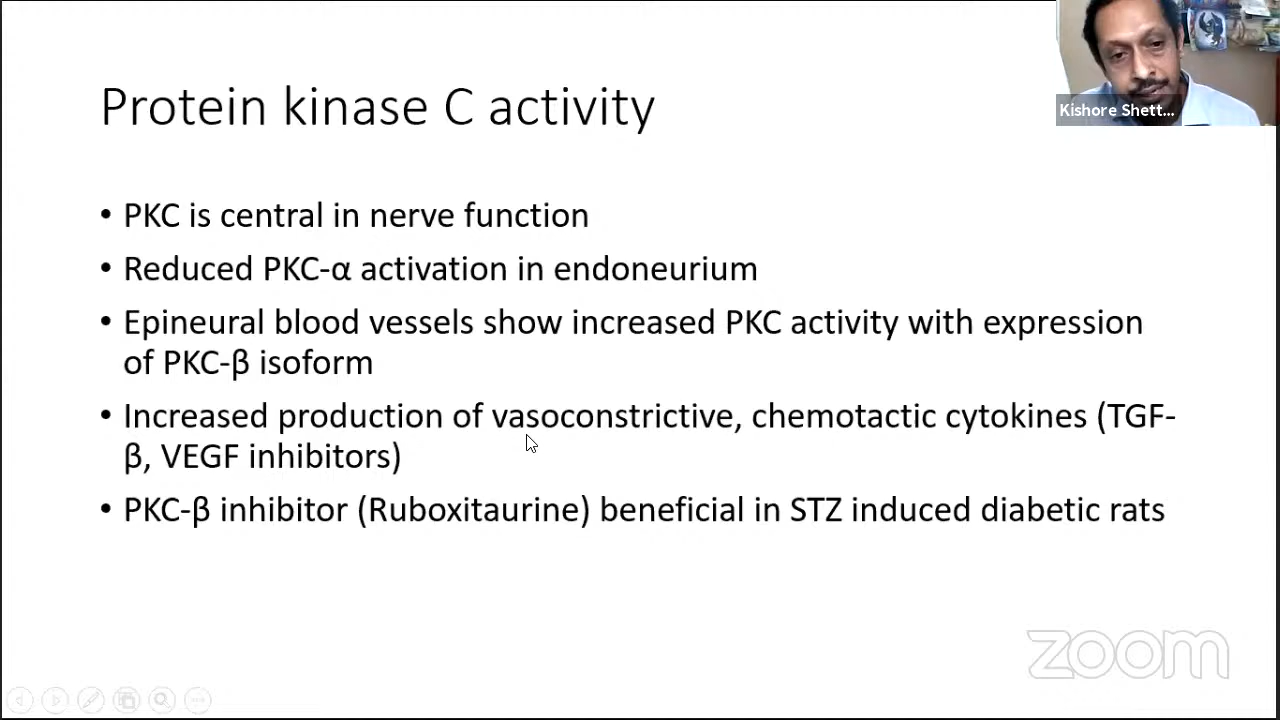 Protein kinase C activity
Kishore Shett...
• PKC is central in nerve function
• Reduced PKC-α activation in endoneurium
• Epineural blood vessels show increased PKC activity with expression
of PKC-β isoform
• Increased production of vasoconstrictive, chemotactic cytokines (TGF-
β, VEGF inhibitors)
• PKC-β inhibitor (Ruboxitaurine) beneficial in STZ induced diabetic rats
zoom